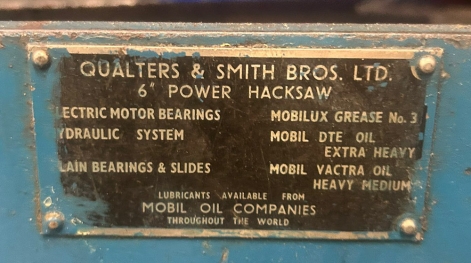 QUALTERS & SMITH BROS. LTD.
6" POWER HACKSAW
LECTRIC MOTOR BEARINGS MOBILUX GREASE No. 3
YDRAULIC SYSTEM MOBIL DTE OIL
EXTRA HEAVY
LAIN BEARINGS & SLIDES MOBIL VACTRA OIL
HEAVY MEDIUM
LUBRICANTS AVAILABLE FROM
MOBIL OIL COMPANIES
THROUGHOUT THE WORLD